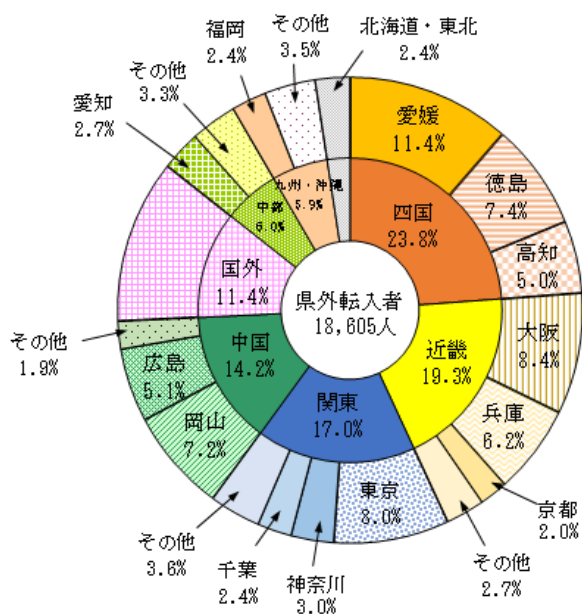 北海道・東北
2.4%
愛媛
11.4%
徳島
7.4%
高知
5.0%
四国
23.8%
大阪
8.4%
兵庫
6.2%
京都
2.0%
その他
2.7%
近畿
19.3%
東京
8.0%
神奈川
3.0%
千葉
2.4%
その他
3.6%
関東
17.0%
岡山
7.2%
広島
5.1%
その他
1.9%
中国
14.2%
国外
11.4%
愛知
2.7%
その他
3.3%
中部
6.0%
福岡
2.4%
その他
3.5%
九州・沖縄
5.9%
県外転入者
18,605人